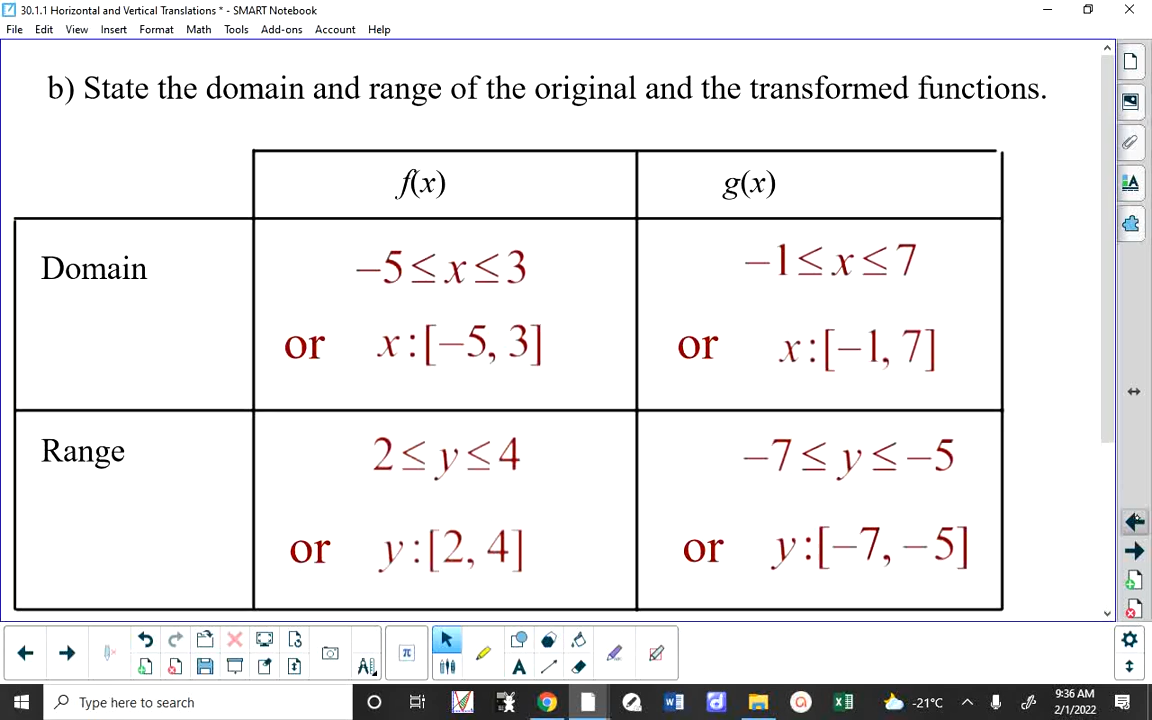 30.1.1 Horizontal and Vertical Translations * - SMART Notebook
File Edit View Insert Format Math Tools Add-ons Account Help
b) State the domain and range of the original and the transformed functions.
f(x) g(x)
Domain
−5≤x≤3 −1≤x≤7
or x:[−5, 3] or x:[−1, 7]
Range
2≤y≤4 −7≤y≤−5
or y:[2, 4] or y:[−7, −5]
Type here to search
-21°C
9:36 AM
2/1/2022